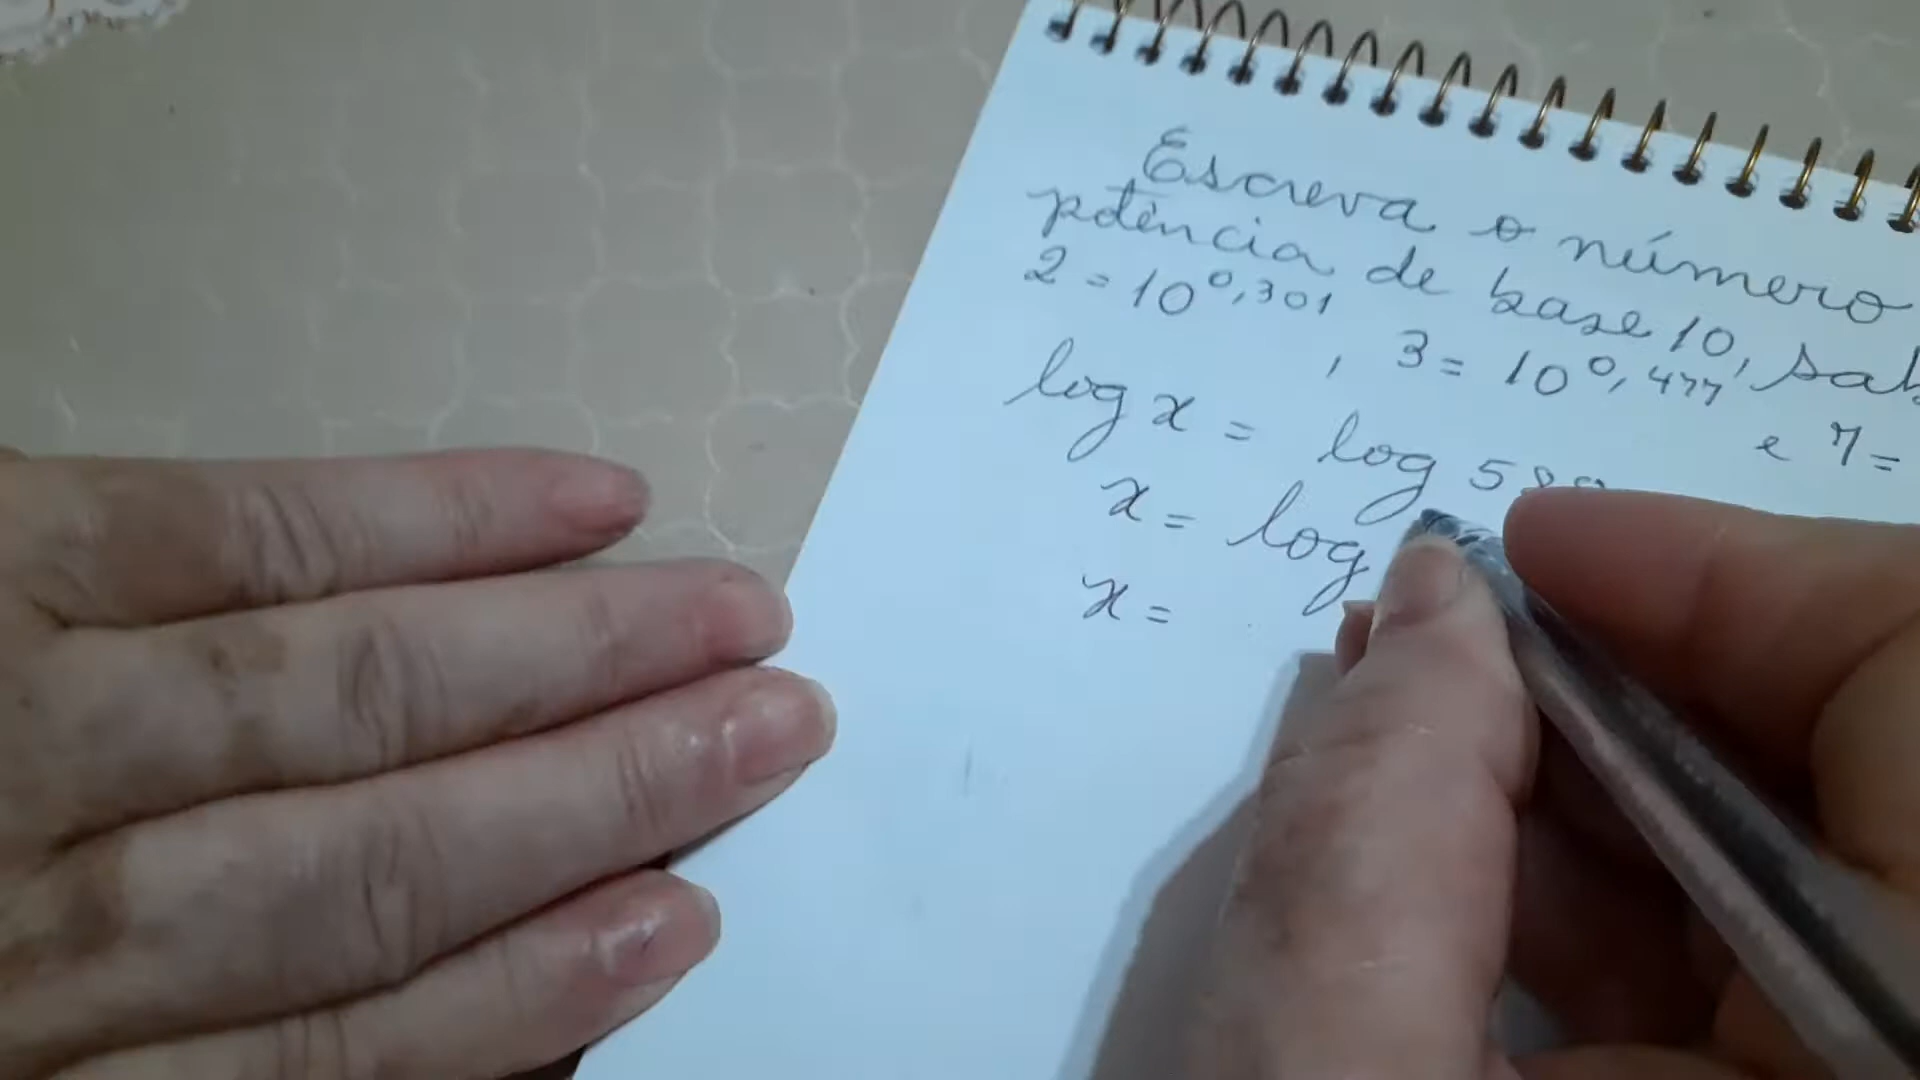 Escreva o número
potência de base 10, sab
2 = 10^0,301 , 3 = 10^0,477 e 7 =
log x = log 588
x = log
x =